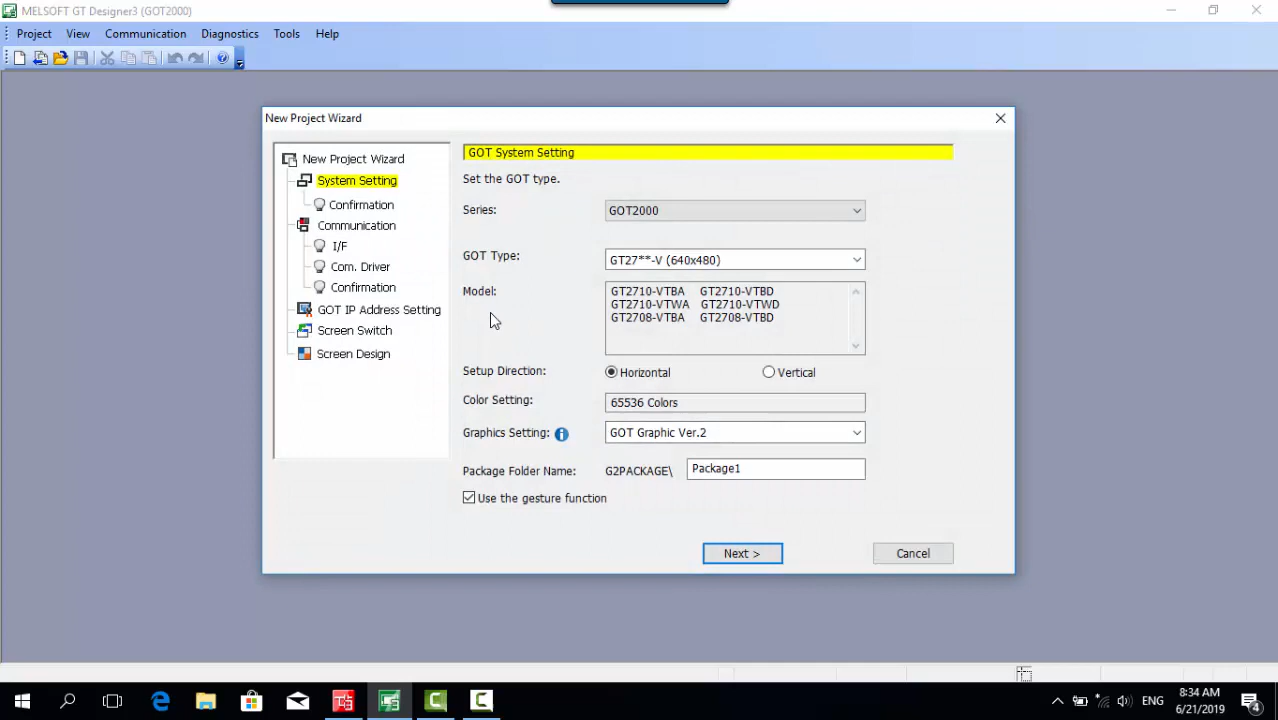 MELSOFT GT Designer3 (GOT2000)
Project View Communication Diagnostics Tools Help
New Project Wizard
New Project Wizard
System Setting
Confirmation
Communication
I/F
Com. Driver
Confirmation
GOT IP Address Setting
Screen Switch
Screen Design
GOT System Setting
Set the GOT type.
Series: GOT2000
GOT Type: GT27**-V (640x480)
Model: GT2710-VTBA GT2710-VTBD
GT2710-VTWA GT2710-VTWD
GT2708-VTBA GT2708-VTBD
Setup Direction: Horizontal Vertical
Color Setting: 65536 Colors
Graphics Setting: GOT Graphic Ver.2
Package Folder Name: G2PACKAGE\ Package1
Use the gesture function
Next > Cancel
ENG
8:34 AM
6/21/2019
4